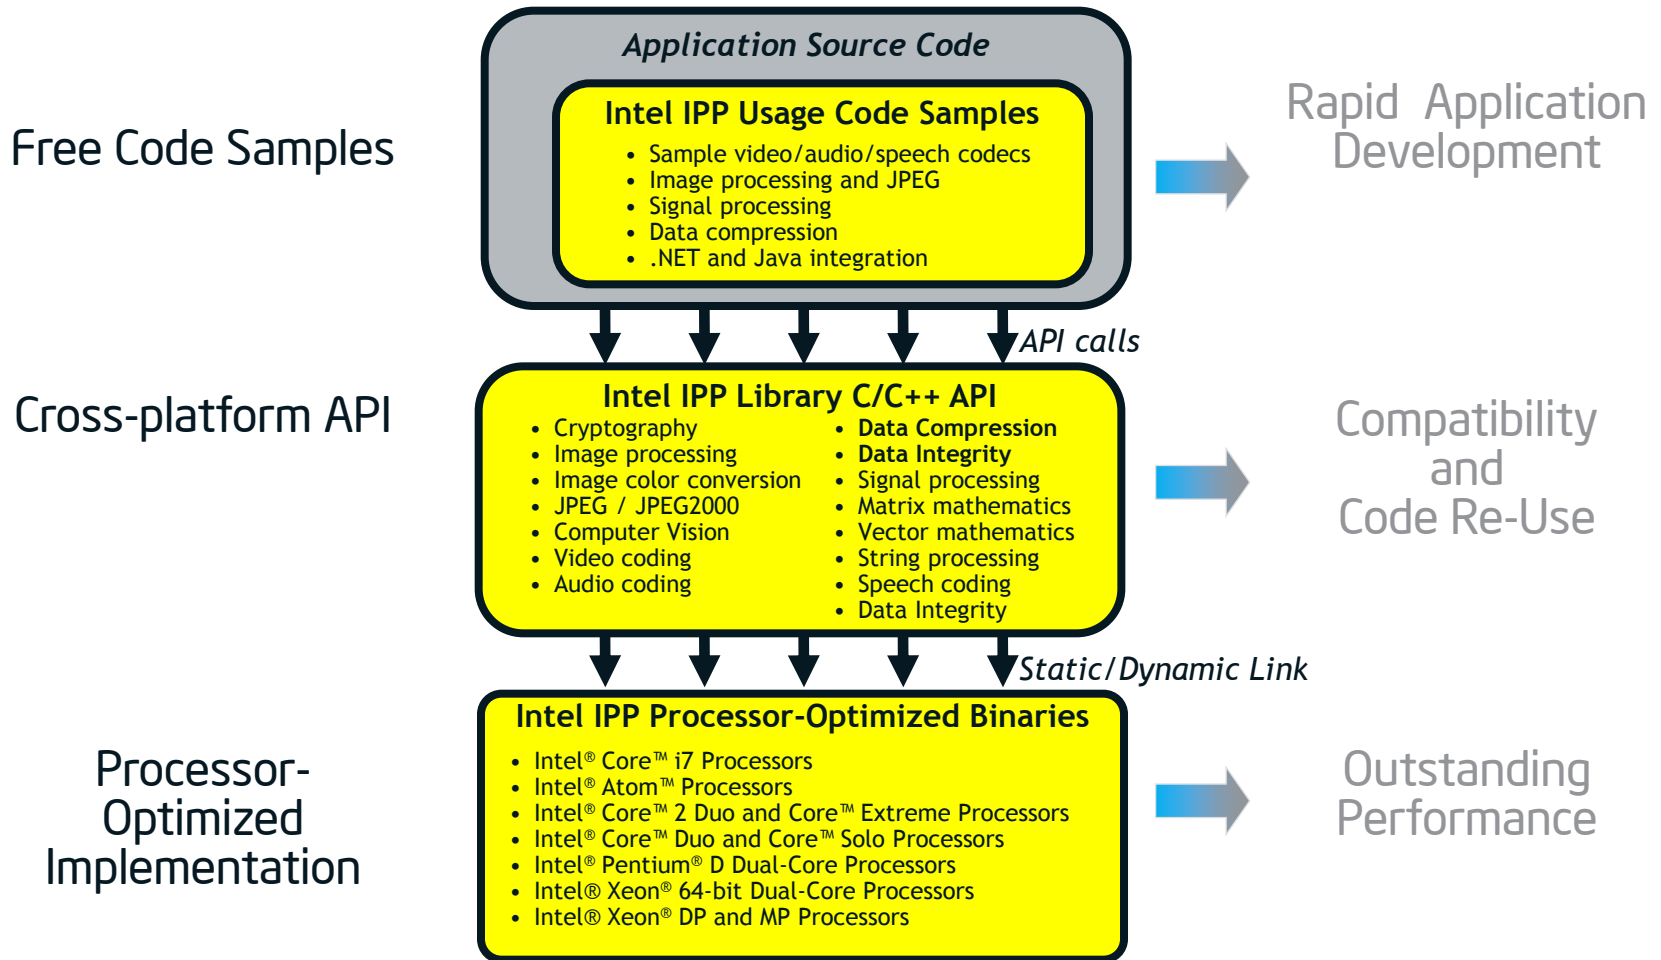 Application Source Code
Free Code Samples
Intel IPP Usage Code Samples
• Sample video/audio/speech codecs
• Image processing and JPEG
• Signal processing
• Data compression
• .NET and Java integration
Rapid Application
Development
API calls
Cross-platform API
Intel IPP Library C/C++ API
• Cryptography
• Image processing
• Image color conversion
• JPEG / JPEG2000
• Computer Vision
• Video coding
• Audio coding
• Data Compression
• Data Integrity
• Signal processing
• Matrix mathematics
• Vector mathematics
• String processing
• Speech coding
• Data Integrity
Compatibility
and
Code Re-Use
Static/Dynamic Link
Processor-
Optimized
Implementation
Intel IPP Processor-Optimized Binaries
• Intel® Core™ i7 Processors
• Intel® Atom™ Processors
• Intel® Core™ 2 Duo and Core™ Extreme Processors
• Intel® Core™ Duo and Core™ Solo Processors
• Intel® Pentium® D Dual-Core Processors
• Intel® Xeon® 64-bit Dual-Core Processors
• Intel® Xeon® DP and MP Processors
Outstanding
Performance